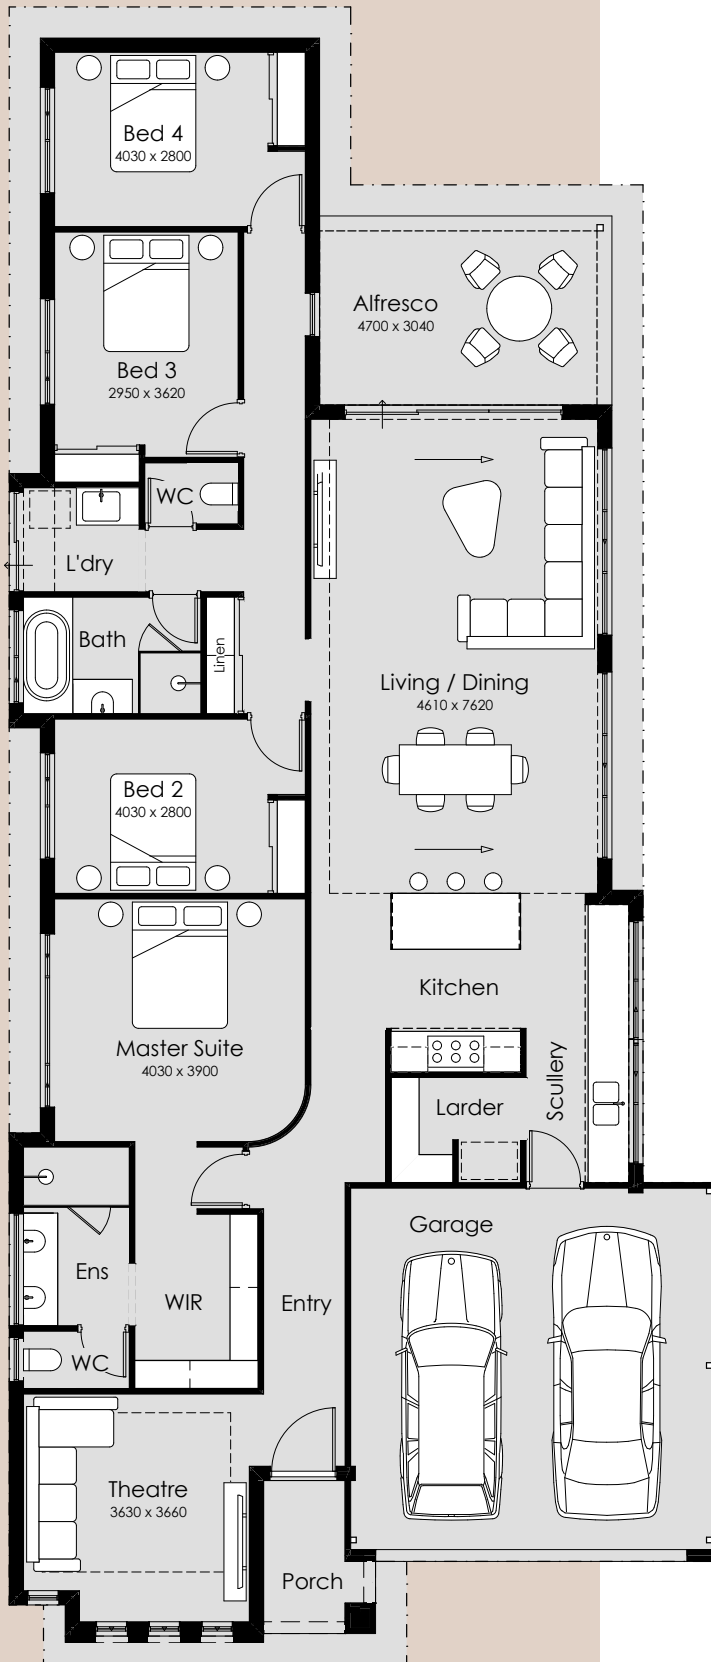 Bed 4
4030 x 2800
Alfresco
4700 x 3040
Bed 3
2950 x 3620
WC
L'dry
Bath
Linen
Living / Dining
4610 x 7620
Bed 2
4030 x 2800
Kitchen
Master Suite
4030 x 3900
Scullery
Larder
Garage
Ens
WIR
Entry
WC
Theatre
3630 x 3660
Porch